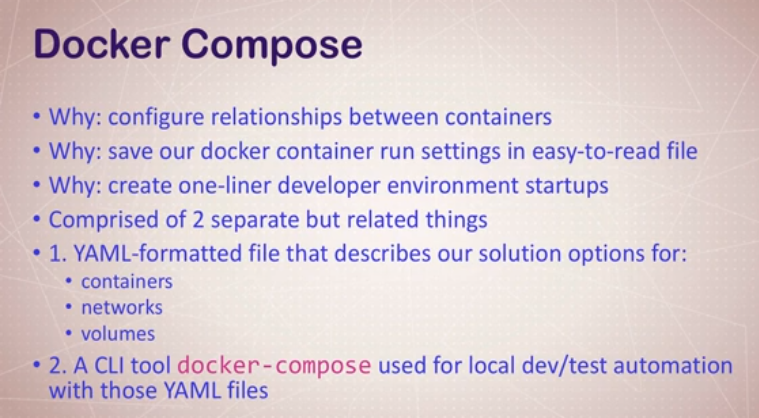 Docker Compose
• Why: configure relationships between containers
• Why: save our docker container run settings in easy-to-read file
• Why: create one-liner developer environment startups
• Comprised of 2 separate but related things
• 1. YAML-formatted file that describes our solution options for:
• containers
• networks
• volumes
• 2. A CLI tool docker-compose used for local dev/test automation
with those YAML files